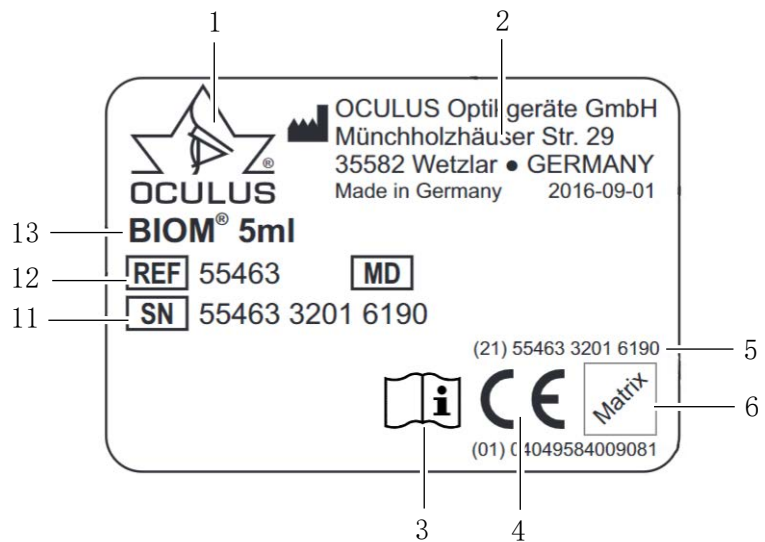 1
2
OCULUS Optikgeräte GmbH
Münchholzhäuser Str. 29
35582 Wetzlar ● GERMANY
Made in Germany 2016-09-01
®
OCULUS
13 BIOM® 5ml
12 REF 55463 MD
11 SN 55463 3201 6190
(21) 55463 3201 6190 5
i CE Matrix 6
(01) 04049584009081
3
4